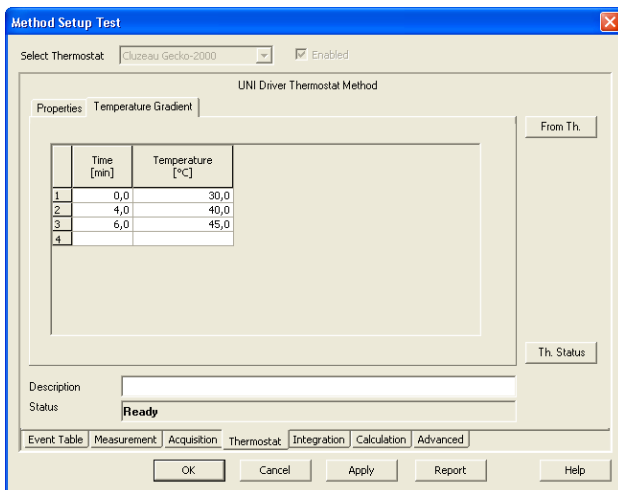 Method Setup Test
Select Thermostat Cluzeau Gecko-2000 Enabled
UNI Driver Thermostat Method
Properties Temperature Gradient
From Th.
Time Temperature
[min] [°C]
1 0,0 30,0
2 4,0 40,0
3 6,0 45,0
4
Th. Status
Description
Status Ready
Event Table Measurement Acquisition Thermostat Integration Calculation Advanced
OK Cancel Apply Report Help